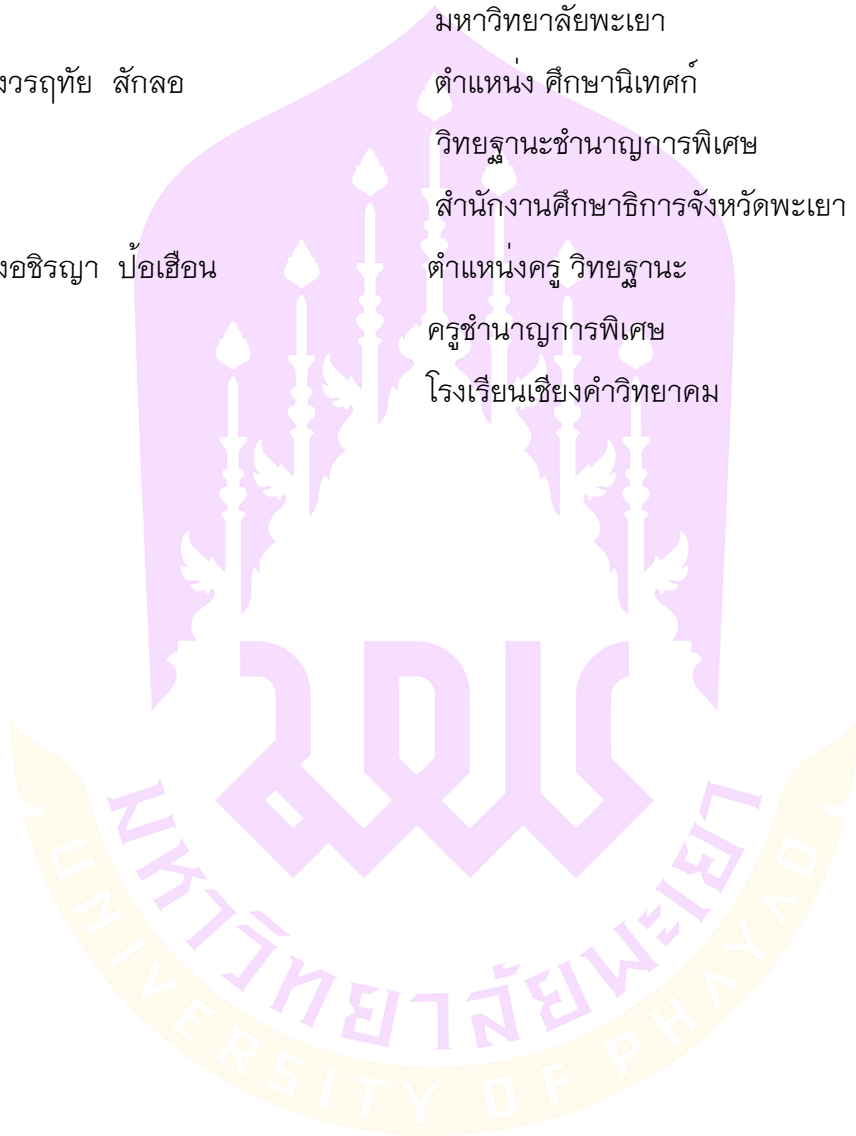 มหาวิทยาลัยพะเยา
งวรฤทัย สักลอ ตำแหน่ง ศึกษานิเทศก์
วิทยฐานะชำนาญการพิเศษ
สำนักงานศึกษาธิการจังหวัดพะเยา
งอชิรญา ป้อเฮือน ตำแหน่งครู วิทยฐานะ
ครูชำนาญการพิเศษ
โรงเรียนเชียงคำวิทยาคม
มหาวิทยาลัยพะเยา
UNIVERSITY OF PHAYAO